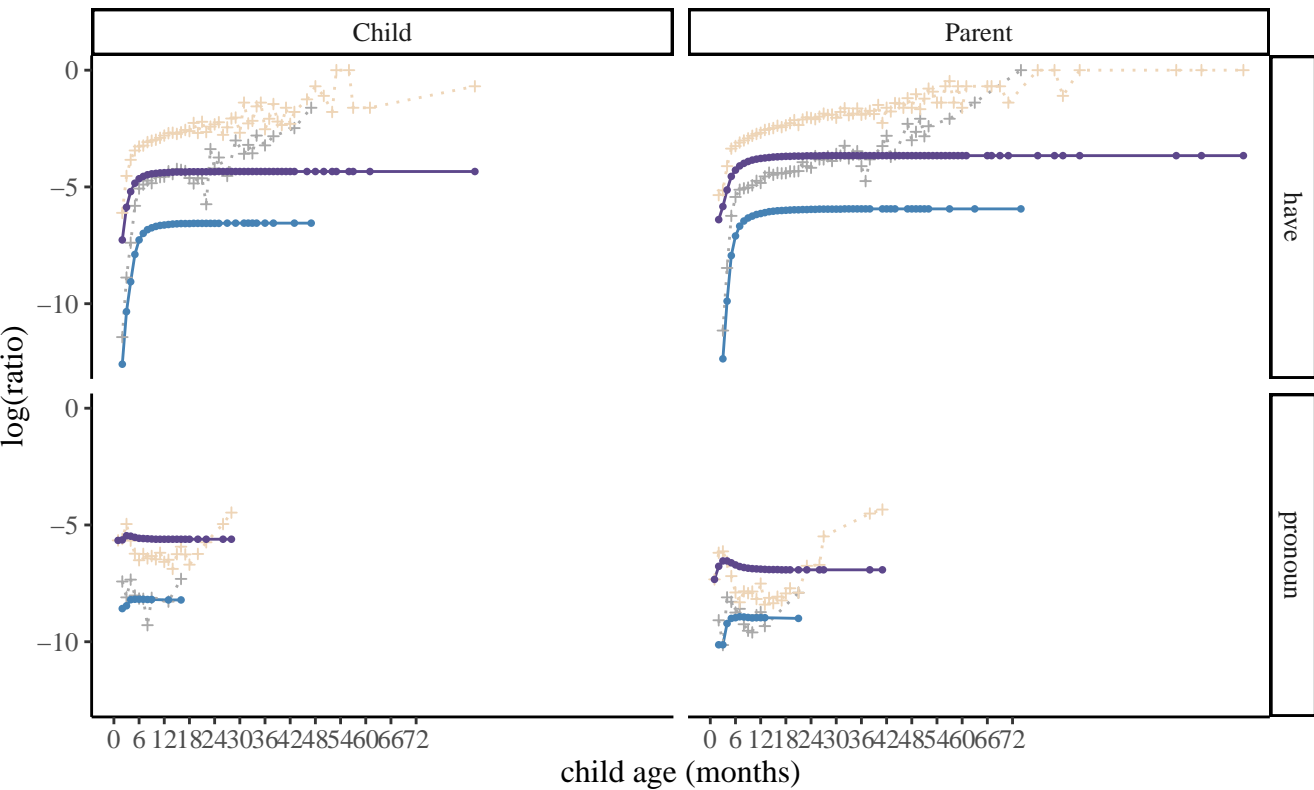 Child Parent
0
−5
−10
have
0
−5
−10
pronoun
log(ratio)
0 6 12 18 24 30 36 42 48 54 60 66 72 0 6 12 18 24 30 36 42 48 54 60 66 72
child age (months)